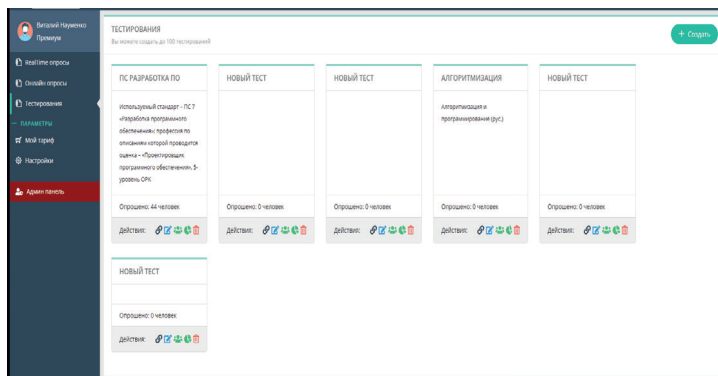 Виталий Науменко
Премиум
RealTime опросы
Онлайн опросы
Тестирования
ПАРАМЕТРЫ
Мой тариф
Настройки
Админ панель
ТЕСТИРОВАНИЯ
Вы можете создать до 100 тестирований
+ Создать
ПС РАЗРАБОТКА ПО
Используемый стандарт – ПС 7
«Разработка программного
обеспечения»; профессия по
описаниям которой проводится
оценка – «Проектировщик
программного обеспечения», 5-
уровень ОРК
Опрошено: 44 человек
Действия:
НОВЫЙ ТЕСТ
Опрошено: 0 человек
Действия:
НОВЫЙ ТЕСТ
Опрошено: 0 человек
Действия:
АЛГОРИТМИЗАЦИЯ
Алгоритмизация и
программирование (рус.)
Опрошено: 0 человек
Действия:
НОВЫЙ ТЕСТ
Опрошено: 0 человек
Действия:
НОВЫЙ ТЕСТ
Опрошено: 0 человек
Действия: